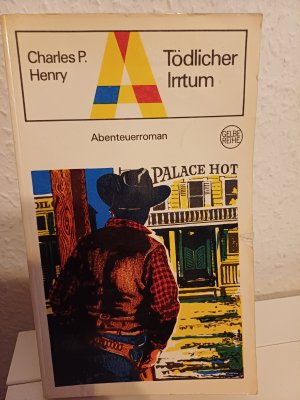 Charles P.
Henry
A
Tödlicher
Irrtum
Abenteuerroman
GELBE
REIHE
PALACE HOT